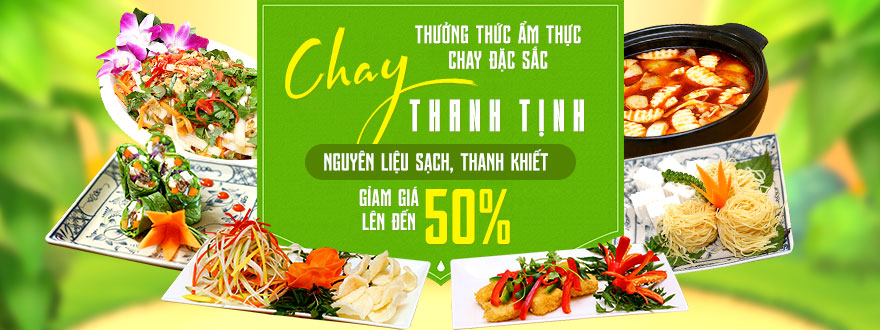 THƯỞNG THỨC ẨM THỰC
CHAY ĐẶC SẮC
Chay
THANH TỊNH
NGUYÊN LIỆU SẠCH, THANH KHIẾT
GIẢM GIÁ
LÊN ĐẾN 50%